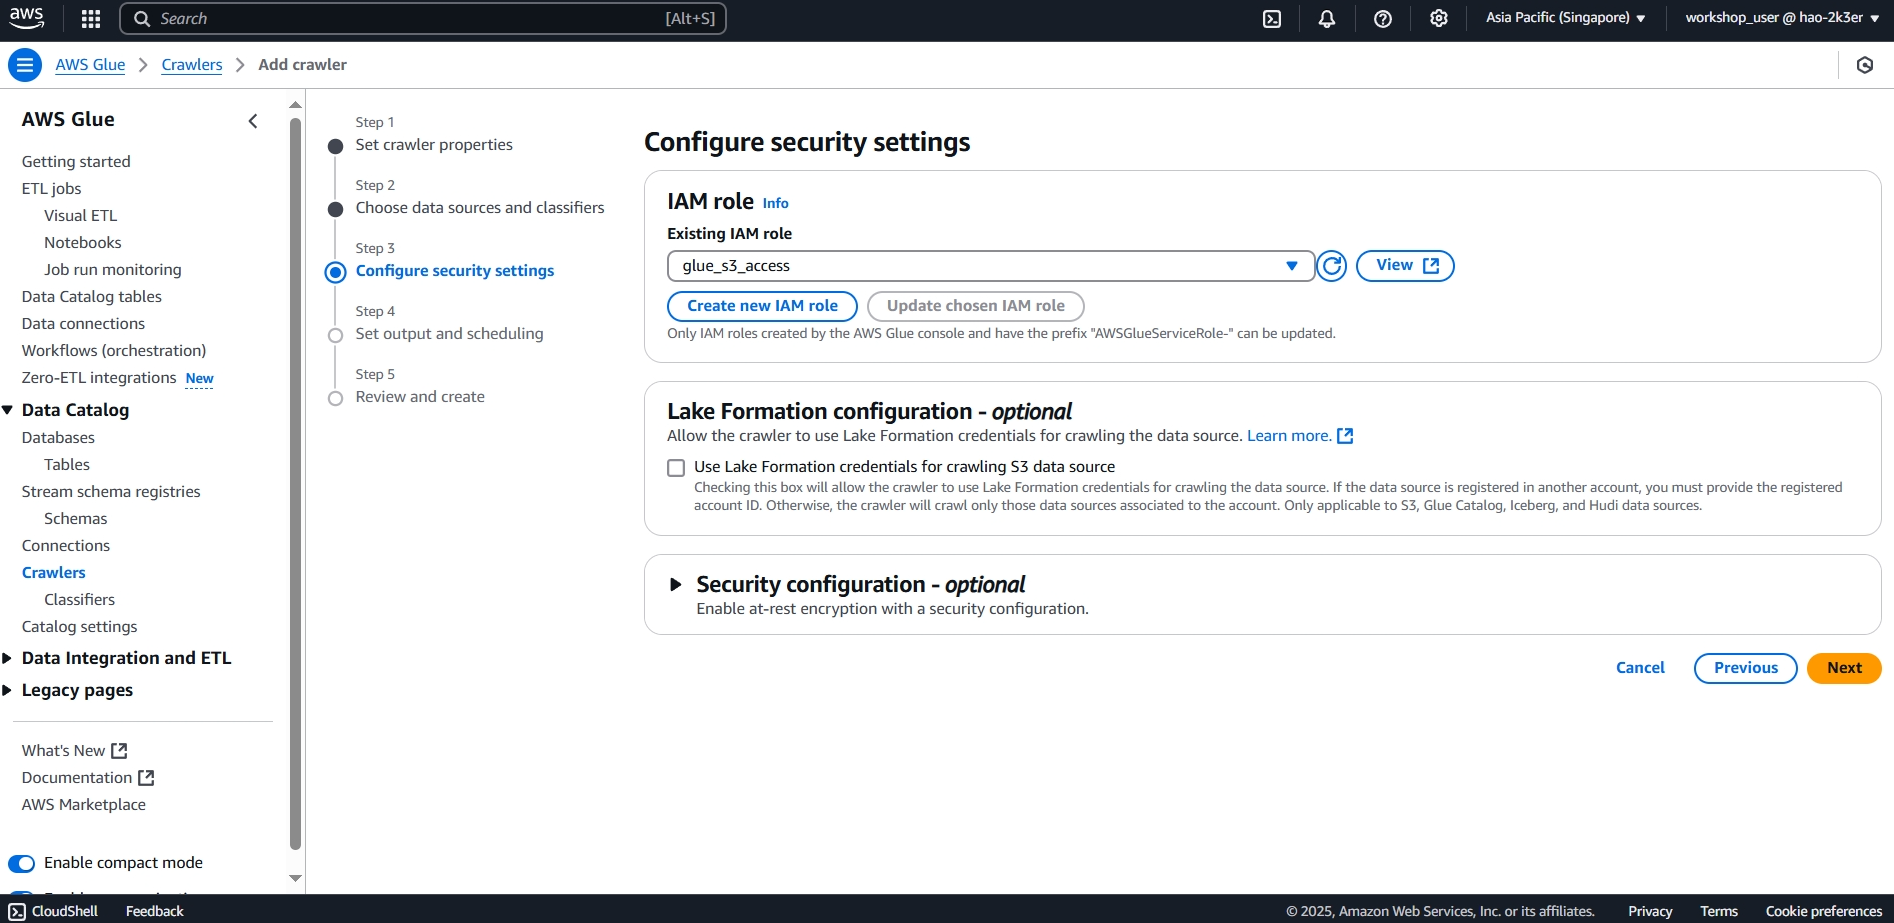 aws
Search [Alt+S]
Asia Pacific (Singapore)
workshop_user @ hao-2k3er
AWS Glue
Crawlers
Add crawler
AWS Glue
Getting started
ETL jobs
Visual ETL
Notebooks
Job run monitoring
Data Catalog tables
Data connections
Workflows (orchestration)
Zero-ETL integrations New
Data Catalog
Databases
Tables
Stream schema registries
Schemas
Connections
Crawlers
Classifiers
Catalog settings
Data Integration and ETL
Legacy pages
What's New
Documentation
AWS Marketplace
Enable compact mode
Step 1
Set crawler properties
Step 2
Choose data sources and classifiers
Step 3
Configure security settings
Step 4
Set output and scheduling
Step 5
Review and create
Configure security settings
IAM role Info
Existing IAM role
glue_s3_access
View
Create new IAM role
Update chosen IAM role
Only IAM roles created by the AWS Glue console and have the prefix "AWSGlueServiceRole-" can be updated.
Lake Formation configuration - optional
Allow the crawler to use Lake Formation credentials for crawling the data source. Learn more.
Use Lake Formation credentials for crawling S3 data source
Checking this box will allow the crawler to use Lake Formation credentials for crawling the data source. If the data source is registered in another account, you must provide the registered
account ID. Otherwise, the crawler will crawl only those data sources associated to the account. Only applicable to S3, Glue Catalog, Iceberg, and Hudi data sources.
Security configuration - optional
Enable at-rest encryption with a security configuration.
Cancel
Previous
Next
CloudShell
Feedback
© 2025, Amazon Web Services, Inc. or its affiliates.
Privacy
Terms
Cookie preferences